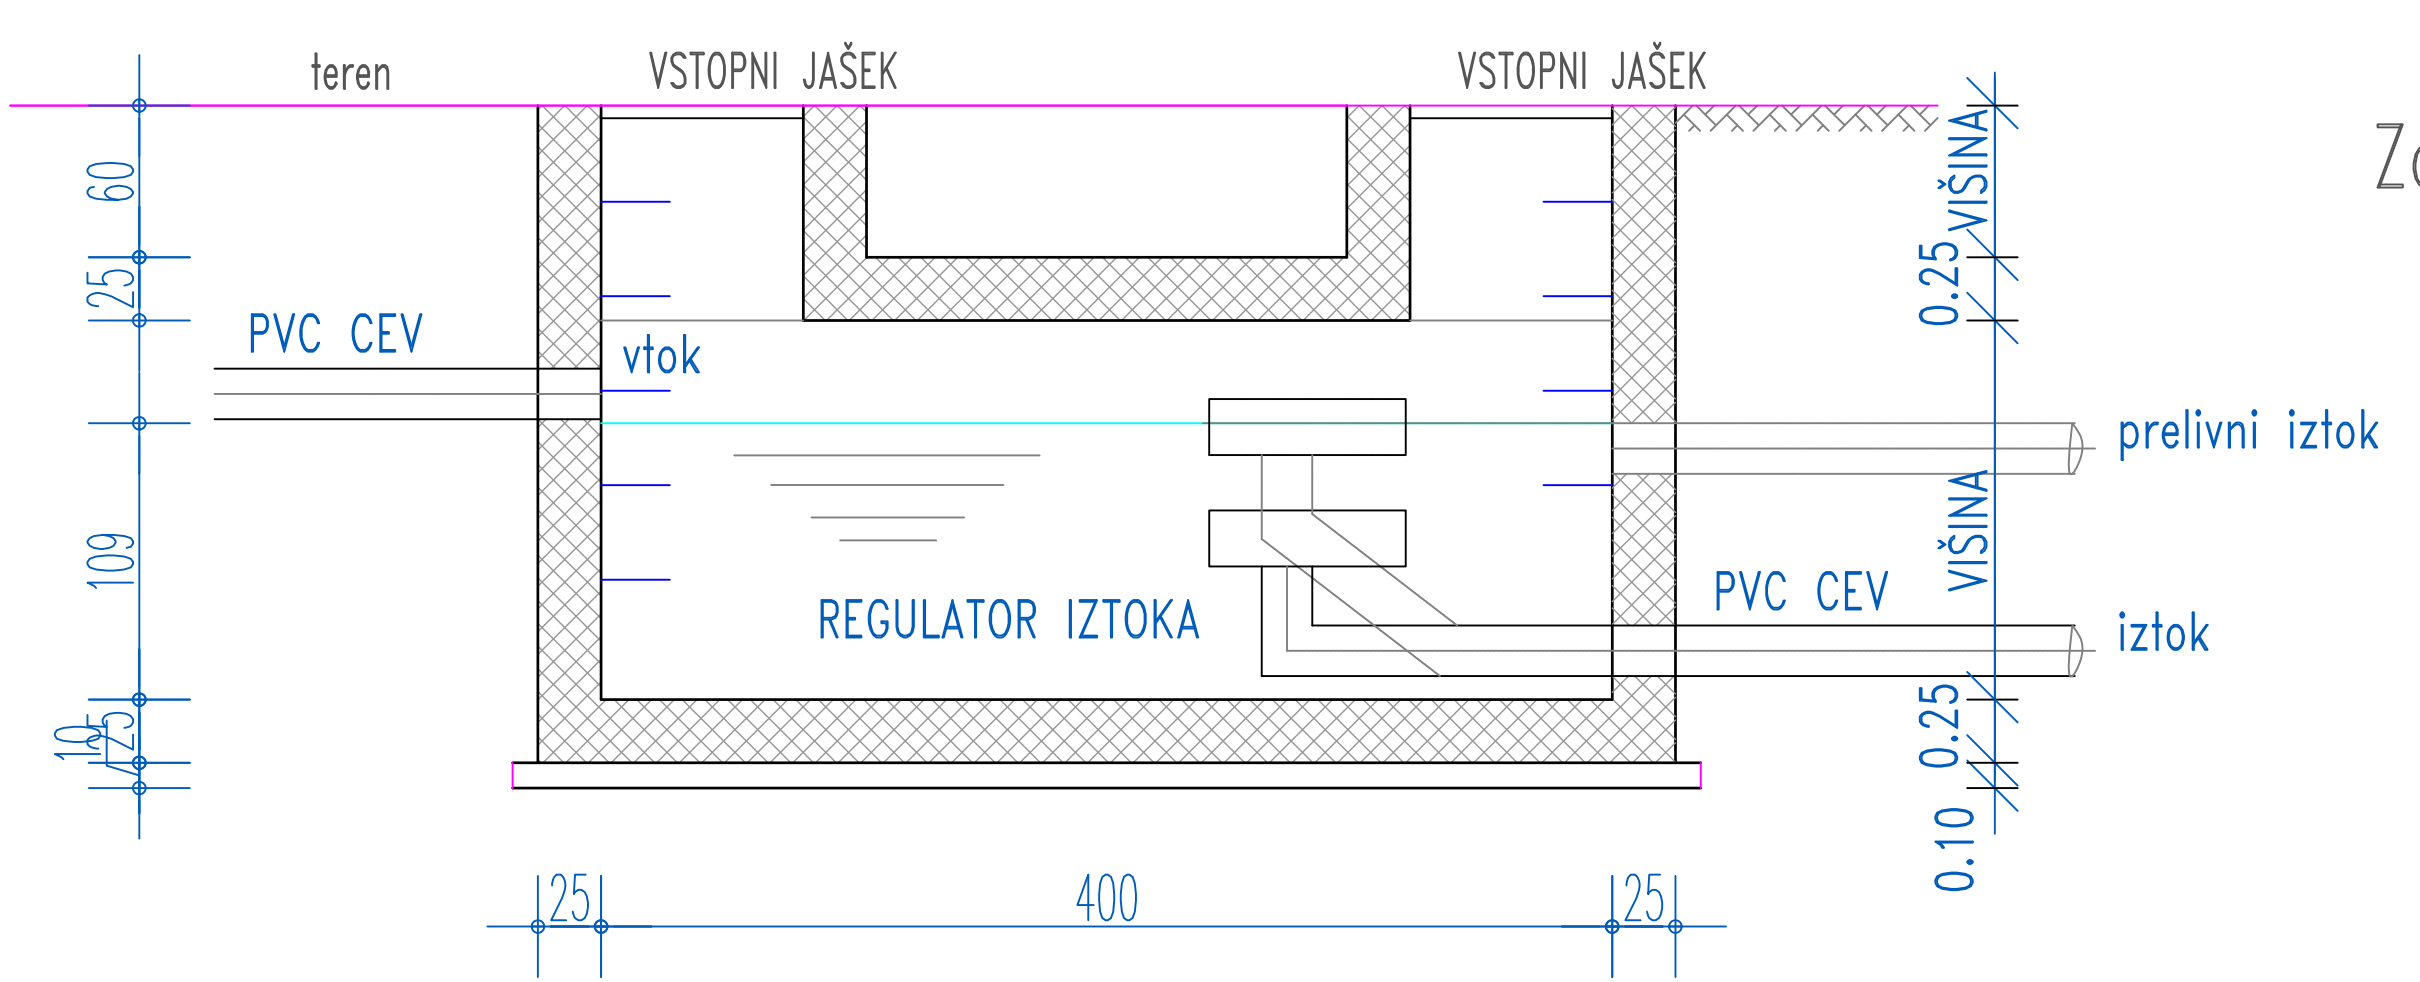 teren
VSTOPNI JAŠEK
VSTOPNI JAŠEK
60
25
PVC CEV
vtok
VIŠINA
0.25
prelivni iztok
109
VIŠINA
REGULATOR IZTOKA
PVC CEV
iztok
10
25
0.25
0.10
25
400
25